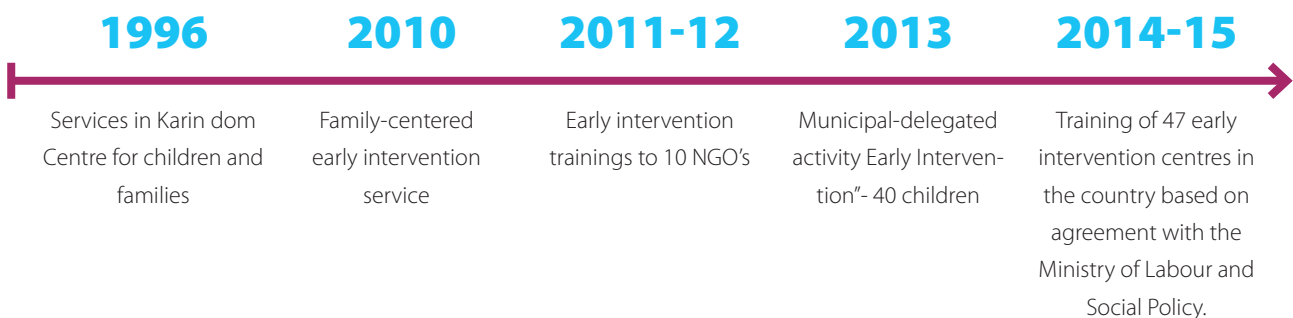 1996
Services in Karin dom
Centre for children and
families
2010
Family-centered
early intervention
service
2011-12
Early intervention
trainings to 10 NGO's
2013
Municipal-delegated
activity Early Interven-
tion"- 40 children
2014-15
Training of 47 early
intervention centres in
the country based on
agreement with the
Ministry of Labour and
Social Policy.